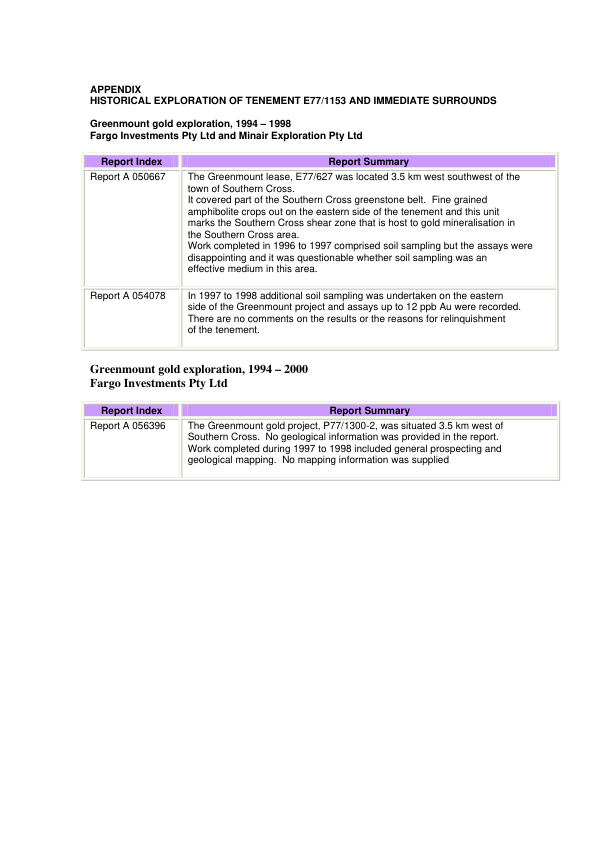 APPENDIX
HISTORICAL EXPLORATION OF TENEMENT E77/1153 AND IMMEDIATE SURROUNDS
Greenmount gold exploration, 1994 – 1998
Fargo Investments Pty Ltd and Minair Exploration Pty Ltd
Report Index Report Summary
Report A 050667 The Greenmount lease, E77/627 was located 3.5 km west southwest of the
town of Southern Cross.
It covered part of the Southern Cross greenstone belt.  Fine grained
amphibolite crops out on the eastern side of the tenement and this unit
marks the Southern Cross shear zone that is host to gold mineralisation in
the Southern Cross area.
Work completed in 1996 to 1997 comprised soil sampling but the assays were
disappointing and it was questionable whether soil sampling was an
effective medium in this area.
Report A 054078 In 1997 to 1998 additional soil sampling was undertaken on the eastern
side of the Greenmount project and assays up to 12 ppb Au were recorded.
There are no comments on the results or the reasons for relinquishment
of the tenement.
Greenmount gold exploration, 1994 – 2000
Fargo Investments Pty Ltd
Report Index Report Summary
Report A 056396 The Greenmount gold project, P77/1300-2, was situated 3.5 km west of
Southern Cross.  No geological information was provided in the report.
Work completed during 1997 to 1998 included general prospecting and
geological mapping.  No mapping information was supplied